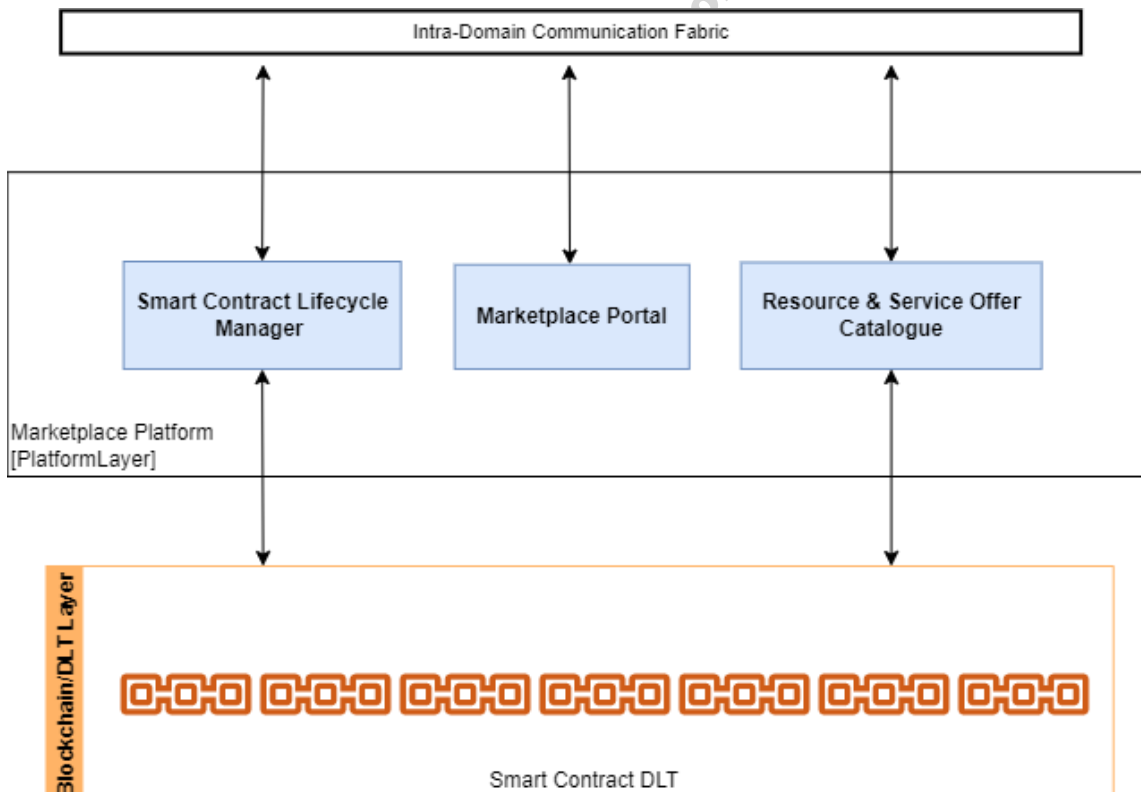 Intra-Domain Communication Fabric
Smart Contract Lifecycle
Manager
Marketplace Portal
Resource & Service Offer
Catalogue
Marketplace Platform
[PlatformLayer]
Blockchain/DLT Layer
Smart Contract DLT